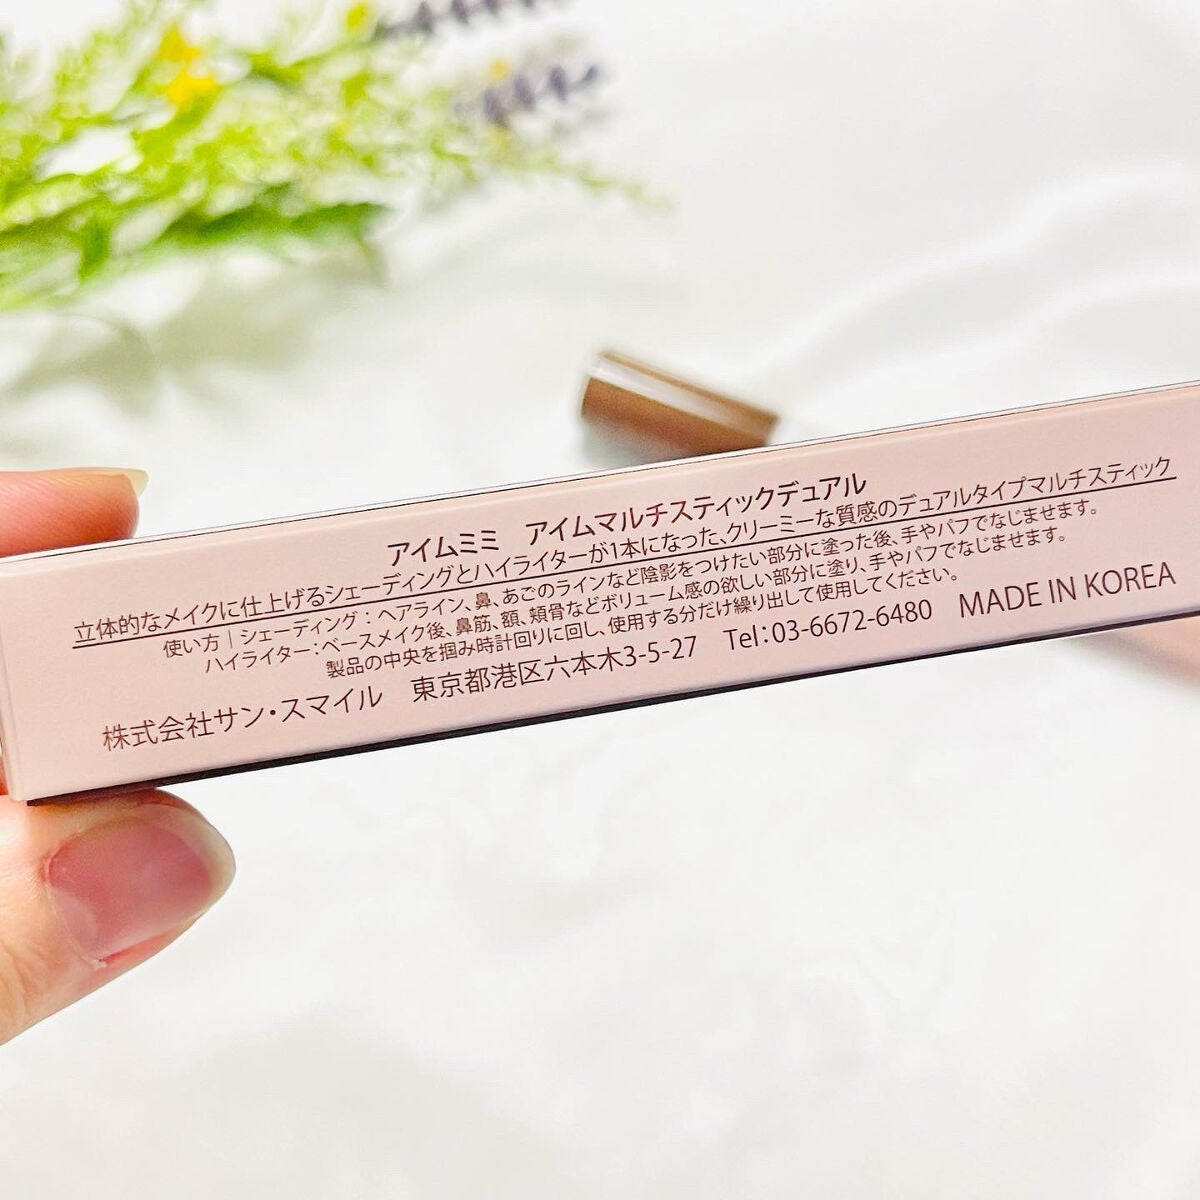 アイムミミ　アイムマルチスティックデュアル
立体的なメイクに仕上げるシェーディングとハイライターが1本になった、クリーミーな質感のデュアルタイプマルチスティック
使い方｜シェーディング：ヘアライン、鼻、あごのラインなど陰影をつけたい部分に塗った後、手やパフでなじませます。
ハイライター：ベースメイク後、鼻筋、額、頬骨などボリューム感の欲しい部分に塗り、手やパフでなじませます。
製品の中央を掴み時計回りに回し、使用する分だけ繰り出して使用してください。
株式会社サン・スマイル　東京都港区六本木3-5-27　Tel：03-6672-6480　MADE IN KOREA